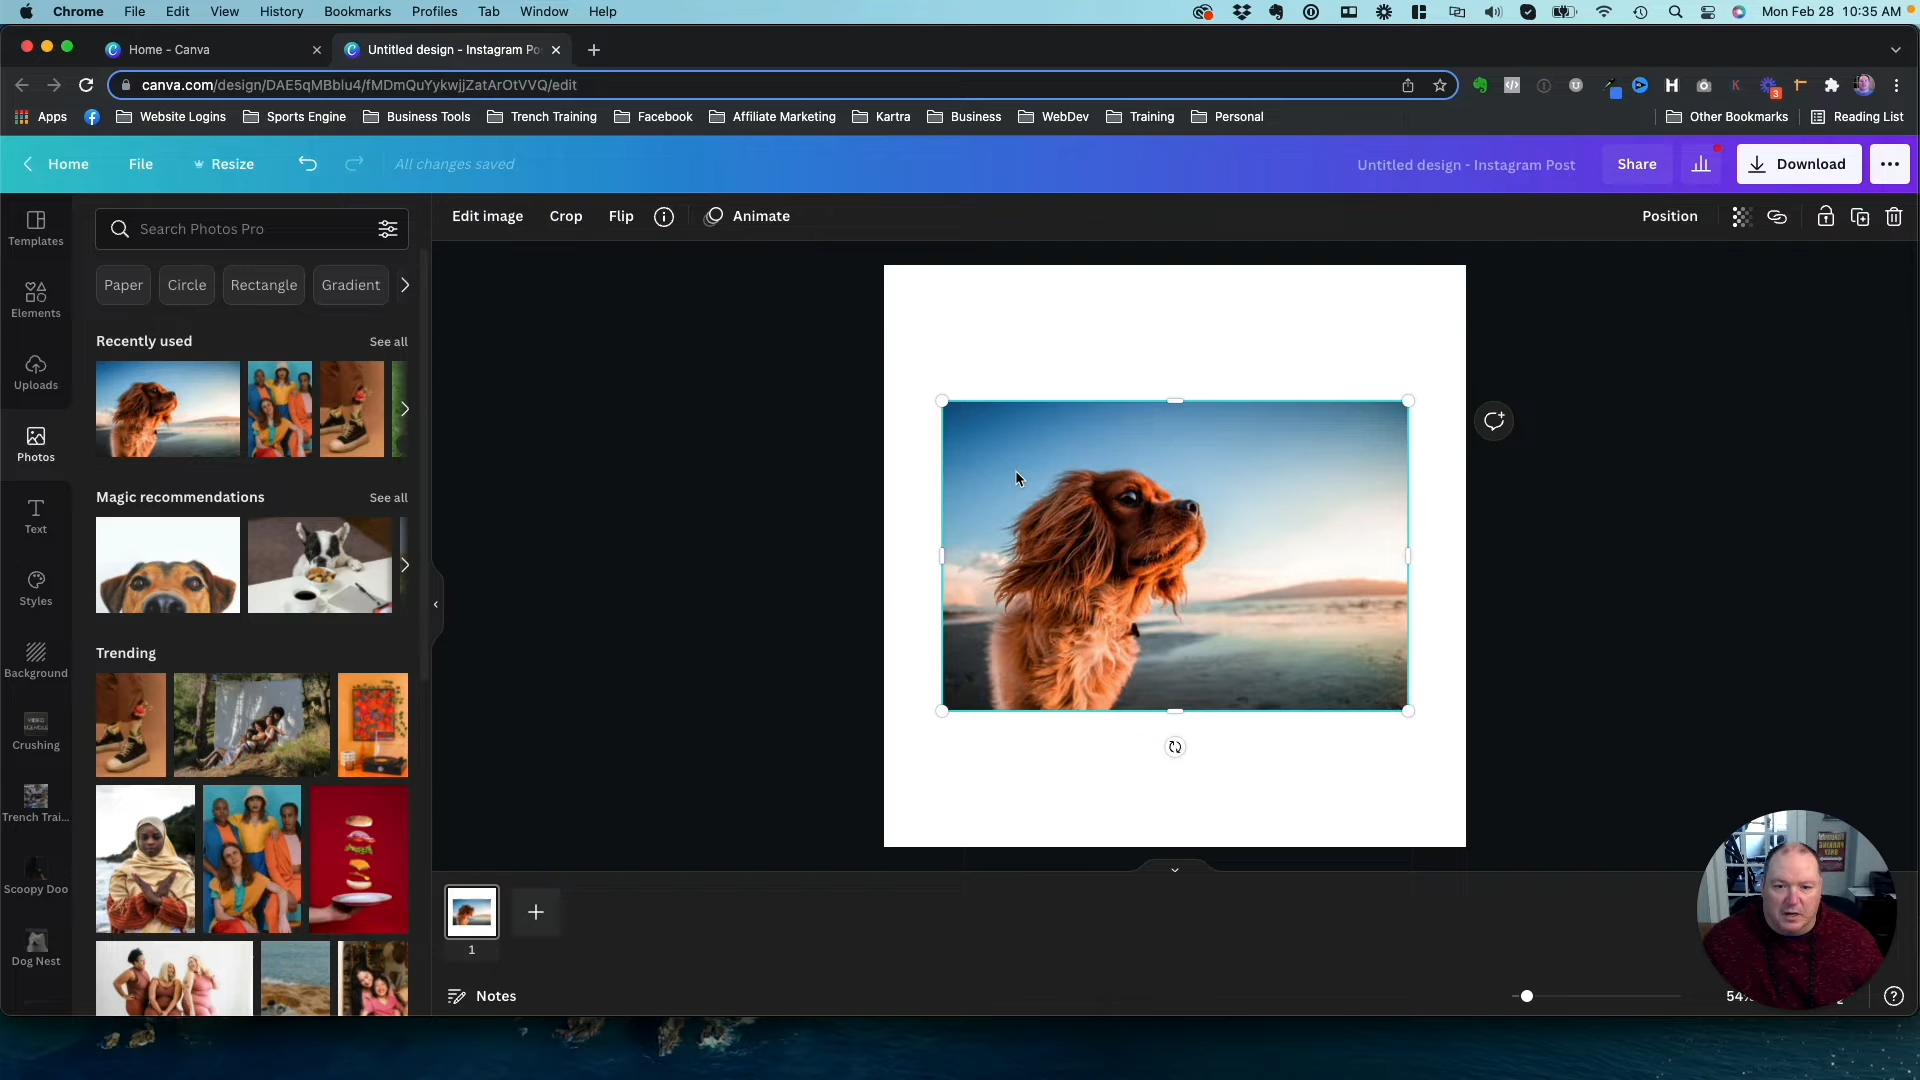 Chrome File Edit View History Bookmarks Profiles Tab Window Help Mon Feb 28 10:35 AM
Home - Canva
Untitled design - Instagram Po
canva.com/design/DAE5qMBblu4/fMDmQuYykwjjZatArOtVVQ/edit
3
Apps Website Logins Sports Engine Business Tools Trench Training Facebook Affiliate Marketing Kartra Business WebDev Training Personal Other Bookmarks Reading List
Home File Resize All changes saved Untitled design - Instagram Post Share Download
Search Photos Pro
Edit image Crop Flip Animate Position
Paper Circle Rectangle Gradient
Recently used See all
Magic recommendations See all
Trending
Templates
Elements
Uploads
Photos
Text
Styles
Background
Crushing
Trench Trai...
Scoopy Doo
Dog Nest
1
Notes
54%